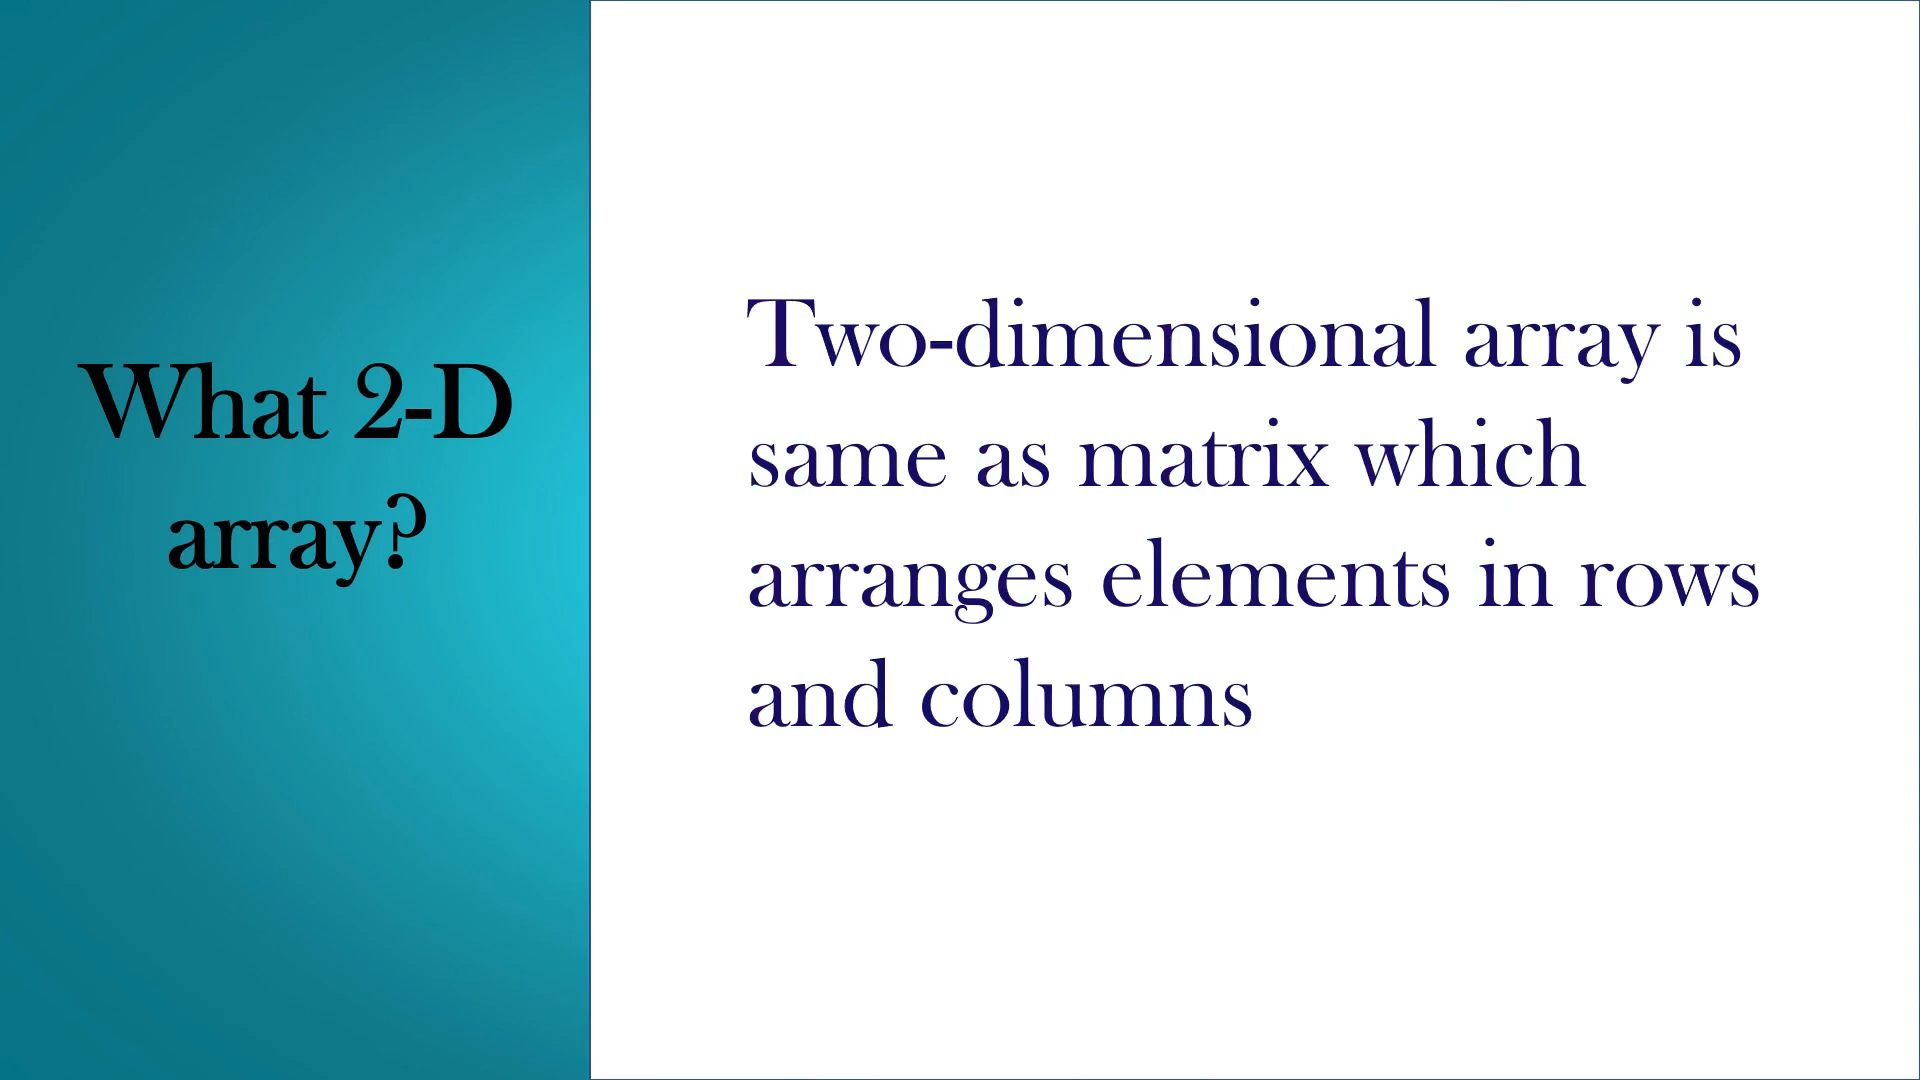 What 2-D
array?
Two-dimensional array is
same as matrix which
arranges elements in rows
and columns